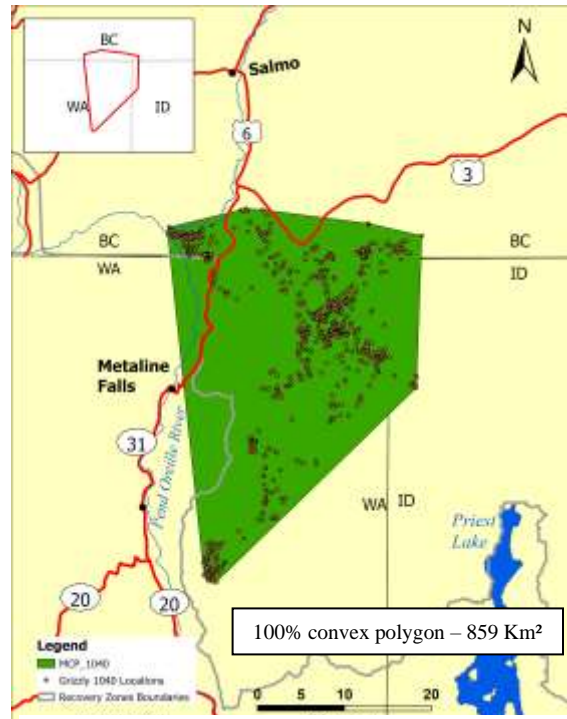 BC
WA
ID
Salmo
N
6
3
BC
WA
BC
ID
Metaline
Falls
31
Pend Oreille River
WA
ID
Priest
Lake
20
20
100% convex polygon – 859 Km²
Legend
MCP_1040
Grizzly 1040 Locations
Recovery Zones Boundaries
0 5 10 20